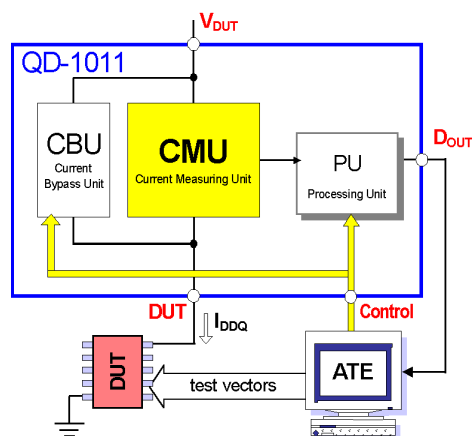 VDUT
QD-1011
CBU
Current
Bypass Unit
CMU
Current Measuring Unit
PU
Processing Unit
DOUT
DUT
IDDQ
Control
DUT
test vectors
ATE